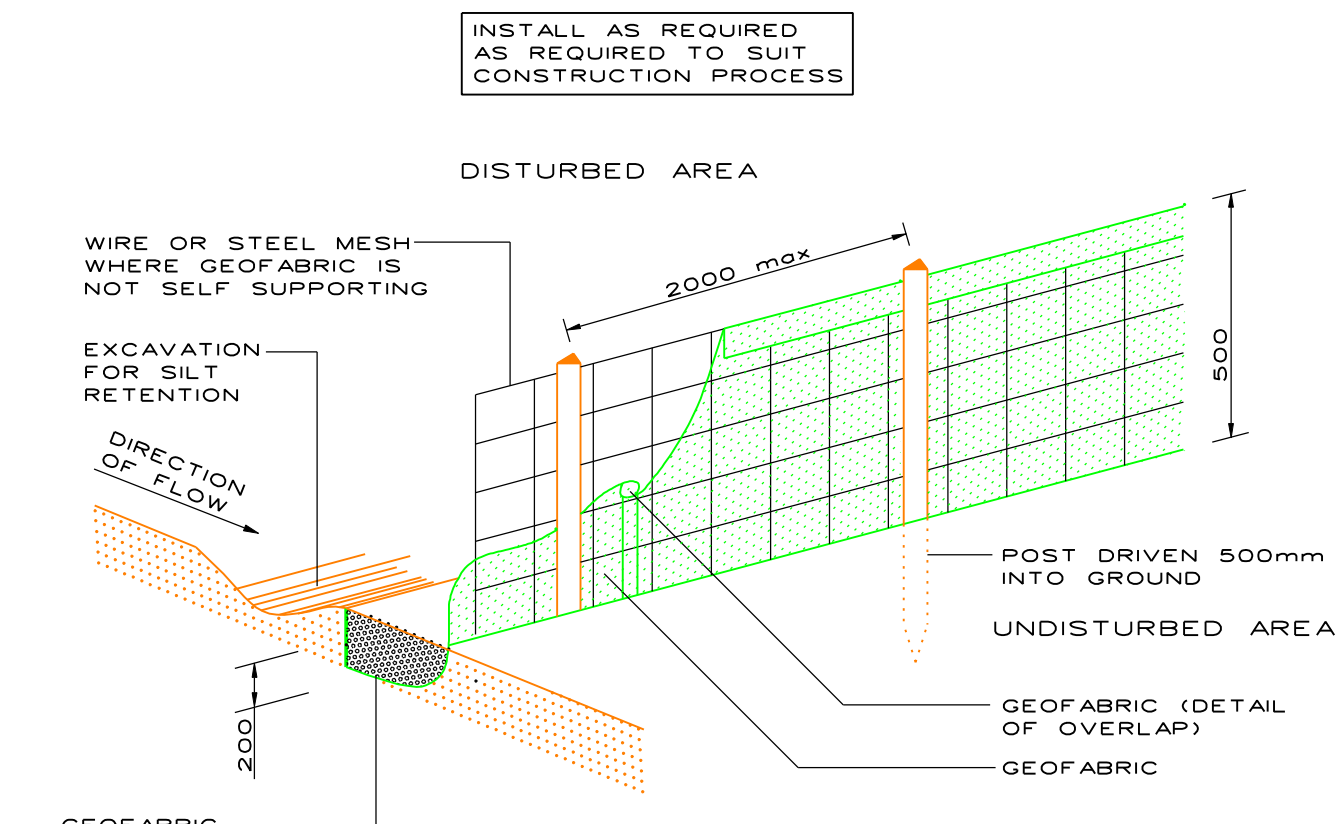 INSTALL AS REQUIRED
AS REQUIRED TO SUIT
CONSTRUCTION PROCESS
DISTURBED AREA
WIRE OR STEEL MESH
WHERE GEOFABRIC IS
NOT SELF SUPPORTING
2000 max
EXCAVATION
FOR SILT
RETENTION
500
DIRECTION
OF FLOW
POST DRIVEN 500mm
INTO GROUND
UNDISTURBED AREA
GEOFABRIC (DETAIL
OF OVERLAP)
200
GEOFABRIC
GEOFABRIC